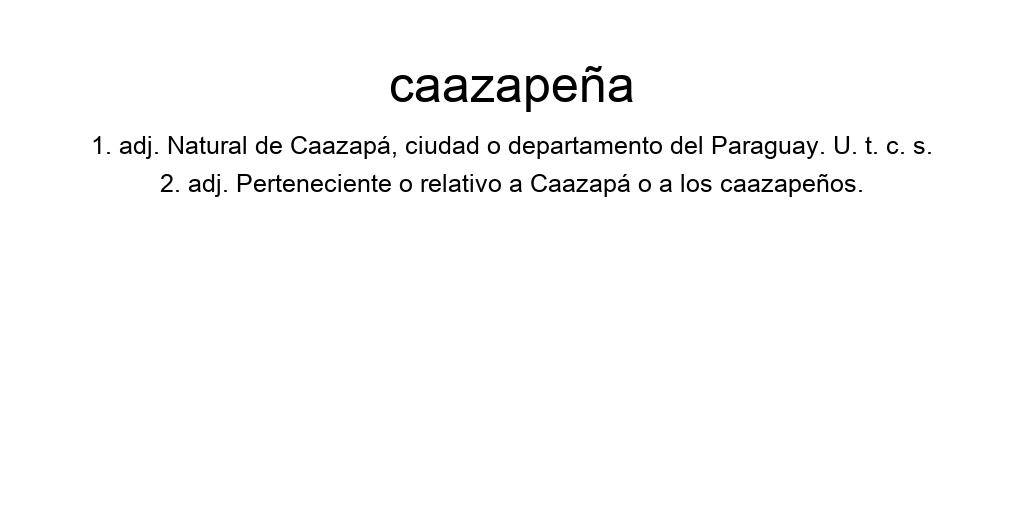 caazapeña
1. adj. Natural de Caazapá, ciudad o departamento del Paraguay. U. t. c. s.
2. adj. Perteneciente o relativo a Caazapá o a los caazapeños.